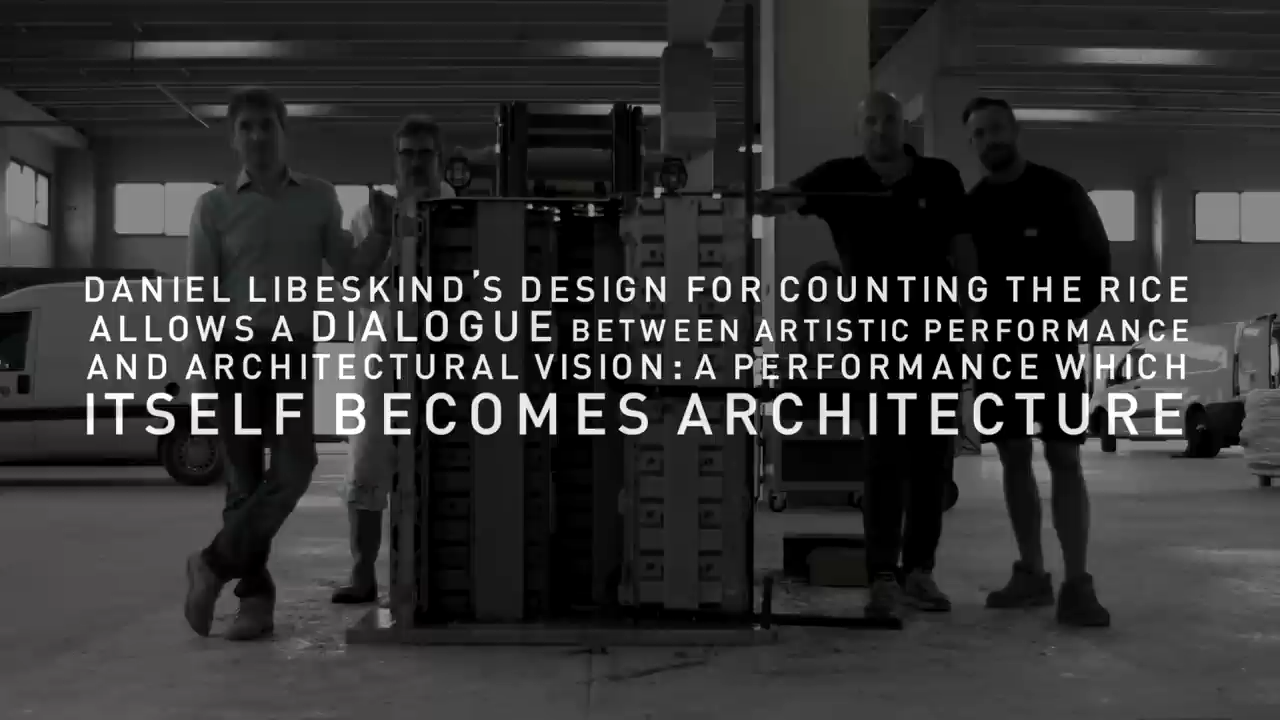 DANIEL LIBESKIND'S DESIGN FOR COUNTING THE RICE
ALLOWS A DIALOGUE BETWEEN ARTISTIC PERFORMANCE
AND ARCHITECTURAL VISION: A PERFORMANCE WHICH
ITSELF BECOMES ARCHITECTURE